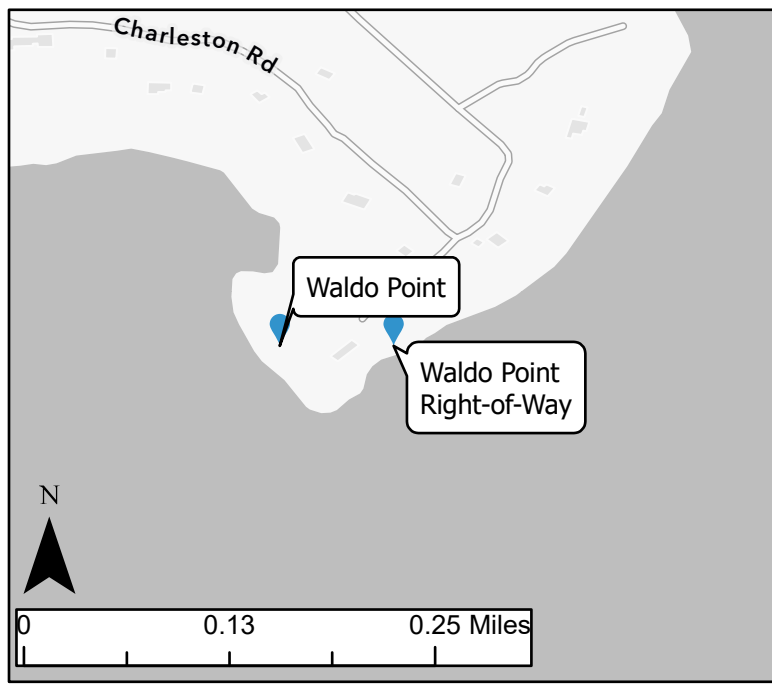 Charleston Rd
Waldo Point
Waldo Point
Right-of-Way
N
0 0.13 0.25 Miles